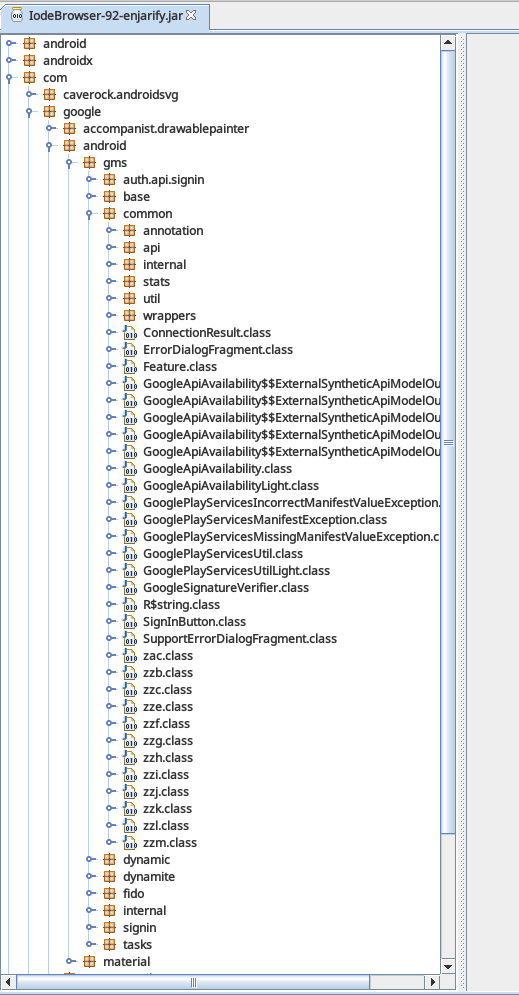 IodeBrowser-92-enjarify.jar
android
androidx
com
caverock.androidsvg
google
accompanist.drawablepainter
android
gms
auth.api.signin
base
common
annotation
api
internal
stats
util
wrappers
ConnectionResult.class
ErrorDialogFragment.class
Feature.class
GoogleApiAvailability$$ExternalSyntheticApiModelOu
GoogleApiAvailability$$ExternalSyntheticApiModelOu
GoogleApiAvailability$$ExternalSyntheticApiModelOu
GoogleApiAvailability$$ExternalSyntheticApiModelOu
GoogleApiAvailability$$ExternalSyntheticApiModelOu
GoogleApiAvailability.class
GoogleApiAvailabilityLight.class
GooglePlayServicesIncorrectManifestValueException.
GooglePlayServicesManifestException.class
GooglePlayServicesMissingManifestValueException.c
GooglePlayServicesUtil.class
GooglePlayServicesUtilLight.class
GoogleSignatureVerifier.class
R$string.class
SignInButton.class
SupportErrorDialogFragment.class
zac.class
zzb.class
zzc.class
zze.class
zzf.class
zzg.class
zzh.class
zzi.class
zzj.class
zzk.class
zzl.class
zzm.class
dynamic
dynamite
fido
internal
signin
tasks
material